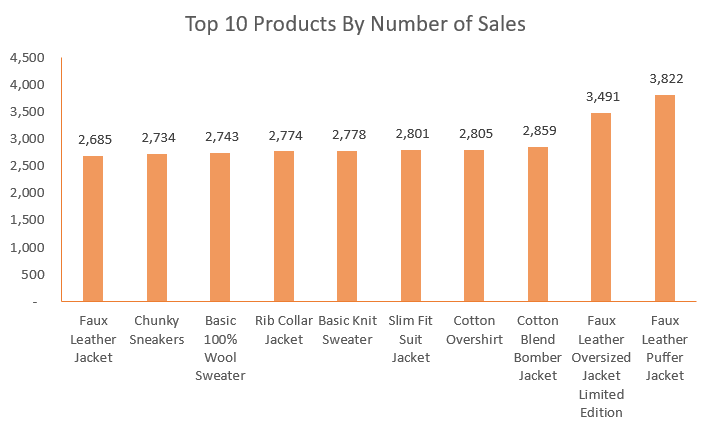 Top 10 Products By Number of Sales
4,500
4,000
3,500
3,000
2,500
2,000
1,500
1,000
500
-
2,685
2,734
2,743
2,774
2,778
2,801
2,805
2,859
3,491
3,822
Faux
Leather
Jacket
Chunky
Sneakers
Basic
100%
Wool
Sweater
Rib Collar
Jacket
Basic Knit
Sweater
Slim Fit
Suit
Jacket
Cotton
Overshirt
Cotton
Blend
Bomber
Jacket
Faux
Leather
Oversized
Jacket
Limited
Edition
Faux
Leather
Puffer
Jacket